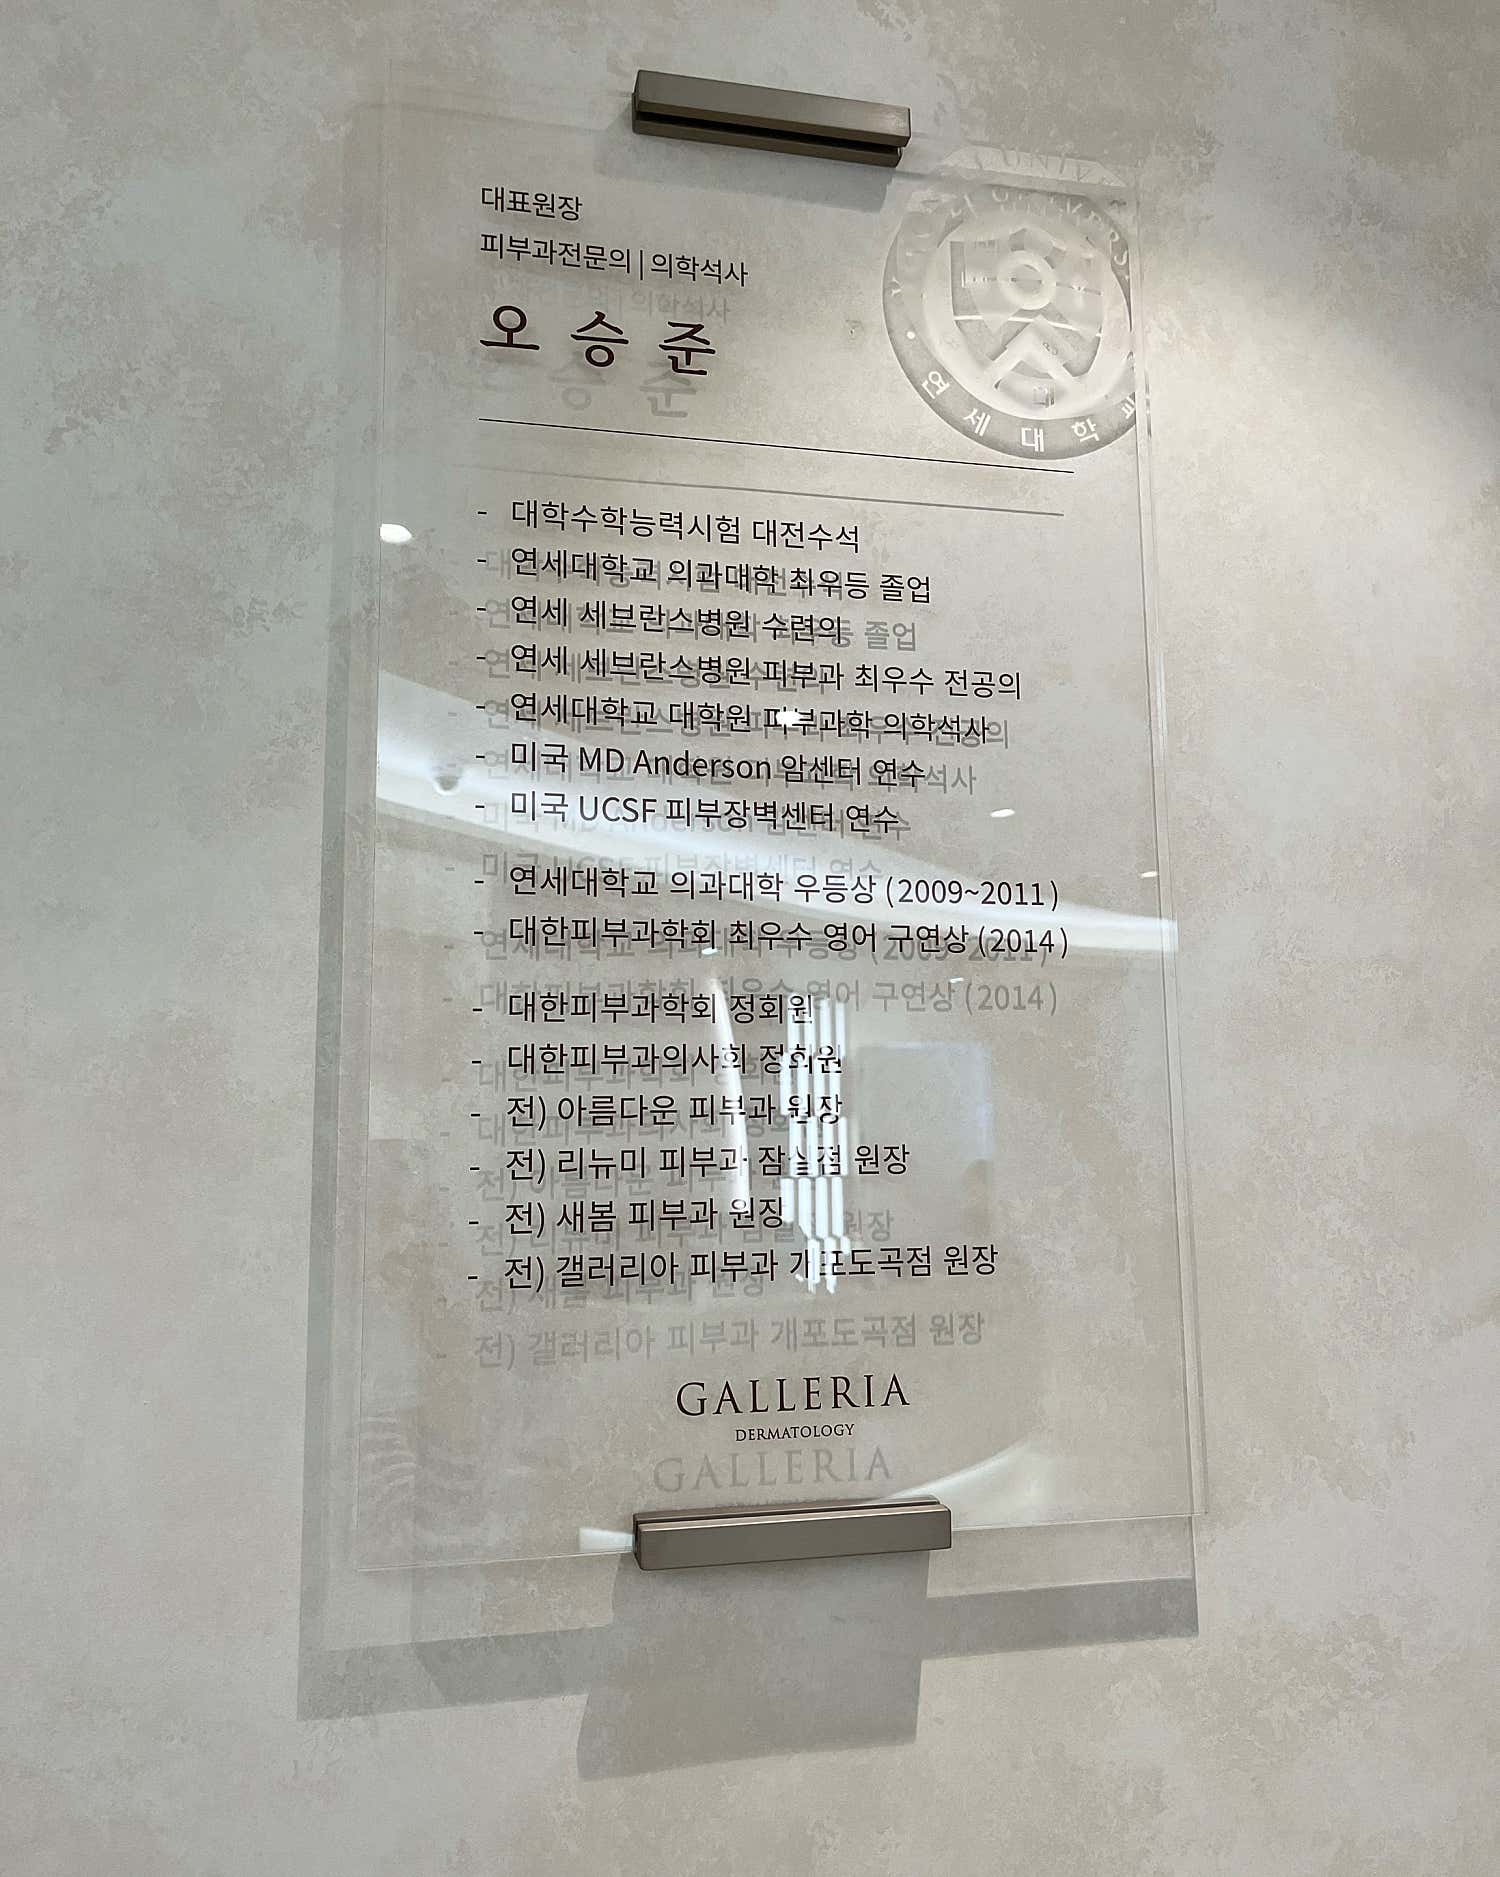 대표원장
피부과전문의 | 의학석사
오승준
연세대학교
- 대학수학능력시험 대전수석
- 연세대학교 의과대학 최우등 졸업
- 연세 세브란스병원 수련의
- 연세 세브란스병원 피부과 최우수 전공의
- 연세대학교 대학원 피부과학 의학석사
- 미국 MD Anderson 암센터 연수
- 미국 UCSF 피부장벽센터 연수
- 연세대학교 의과대학 우등상 (2009~2011)
- 대한피부과학회 최우수 영어 구연상 (2014)
- 대한피부과학회 정회원
- 대한피부과의사회 정회원
- 전) 아름다운 피부과 원장
- 전) 리뉴미 피부과 잠실점 원장
- 전) 새봄 피부과 원장
- 전) 갤러리아 피부과 개포도곡점 원장
GALLERIA
DERMATOLOGY